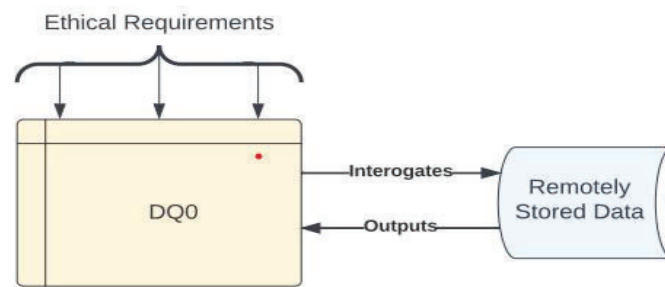 Ethical Requirements
DQ0
Interogates
Outputs
Remotely
Stored Data